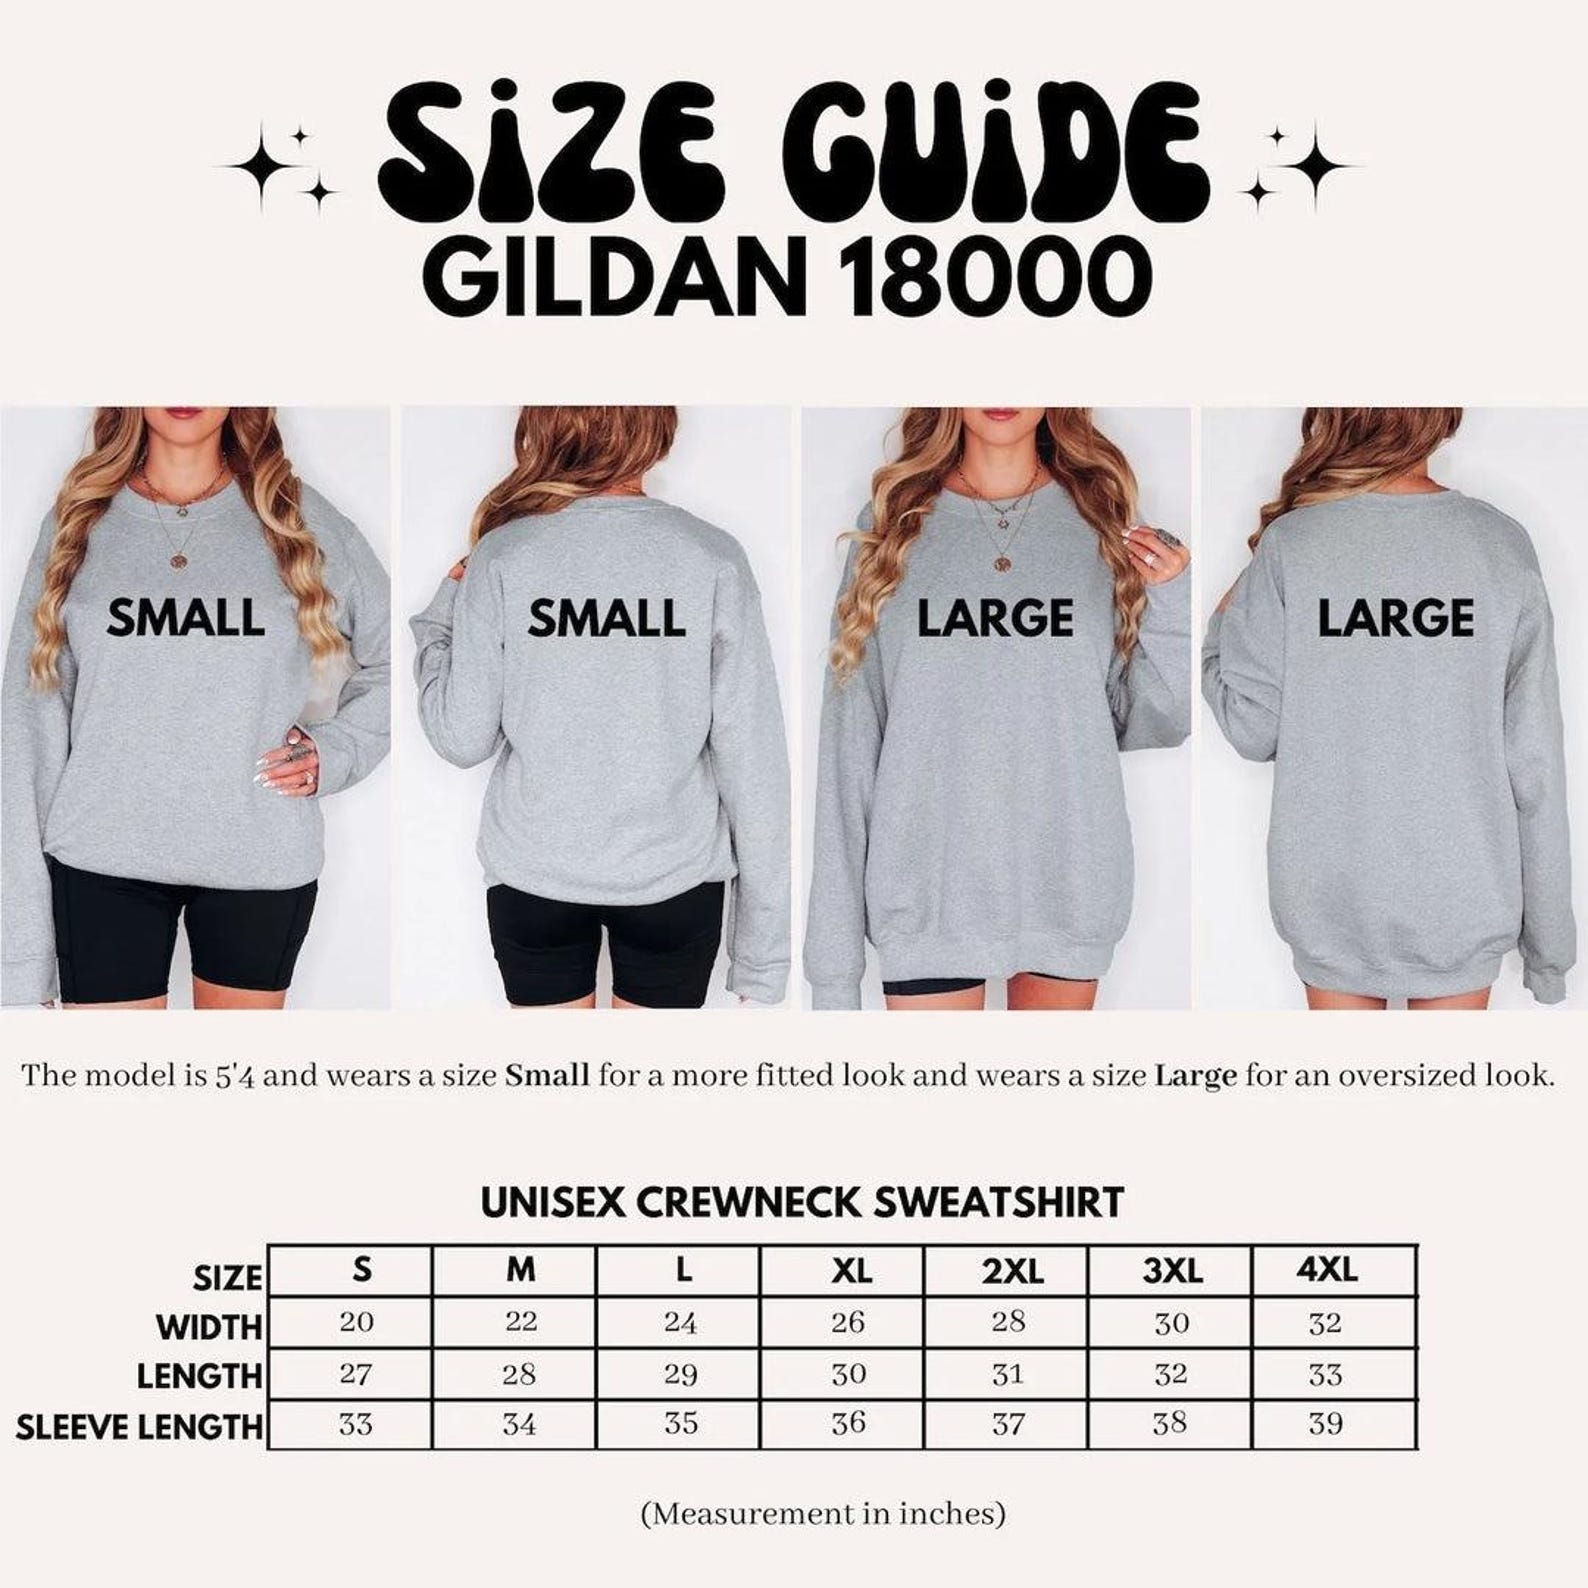 SiZE GUiDE
GILDAN 18000
SMALL
SMALL
LARGE
LARGE
The model is 5'4 and wears a size Small for a more fitted look and wears a size Large for an oversized look.
UNISEX CREWNECK SWEATSHIRT
SIZE S M L XL 2XL 3XL 4XL
WIDTH 20 22 24 26 28 30 32
LENGTH 27 28 29 30 31 32 33
SLEEVE LENGTH 33 34 35 36 37 38 39
(Measurement in inches)